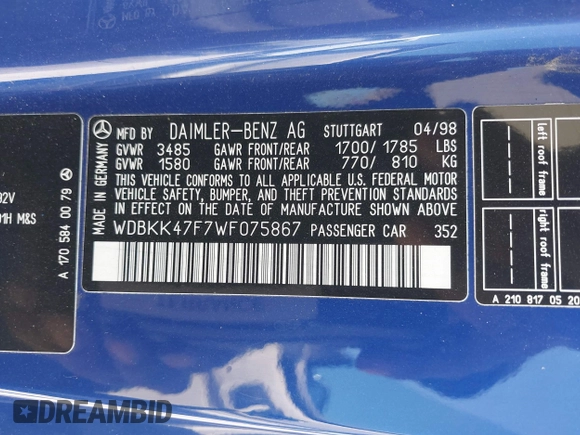 MFD BY DAIMLER-BENZ AG STUTTGART 04/98
GVWR 3485 GAWR FRONT/REAR 1700/1785 LBS
GVWR 1580 GAWR FRONT/REAR 770/ 810 KG
THIS VEHICLE CONFORMS TO ALL APPLICABLE U.S. FEDERAL MOTOR
VEHICLE SAFETY, BUMPER, AND THEFT PREVENTION STANDARDS
IN EFFECT ON THE DATE OF MANUFACTURE SHOWN ABOVE
WDBKK47F7WF075867 PASSENGER CAR 352
MADE IN GERMANY
A 170 584 00 79
92V
01H M&S
left roof frame
right roof frame
A 210 817 05 20
DREAMBID